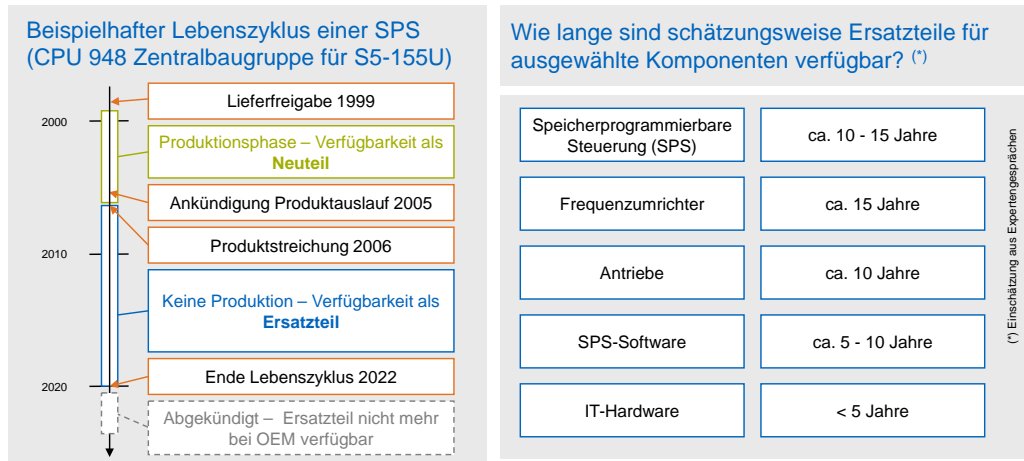 Beispielhafter Lebenszyklus einer SPS
(CPU 948 Zentralbaugruppe für S5-155U)
2000
2010
2020
Lieferfreigabe 1999
Produktionsphase – Verfügbarkeit als
Neuteil
Ankündigung Produktauslauf 2005
Produktstreichung 2006
Keine Produktion – Verfügbarkeit als
Ersatzteil
Ende Lebenszyklus 2022
Abgekündigt – Ersatzteil nicht mehr
bei OEM verfügbar
Wie lange sind schätzungsweise Ersatzteile für
ausgewählte Komponenten verfügbar? (*)
Speicherprogrammierbare
Steuerung (SPS)
ca. 10 - 15 Jahre
Frequenzumrichter
ca. 15 Jahre
Antriebe
ca. 10 Jahre
SPS-Software
ca. 5 - 10 Jahre
IT-Hardware
< 5 Jahre
(*) Einschätzung aus Expertengesprächen